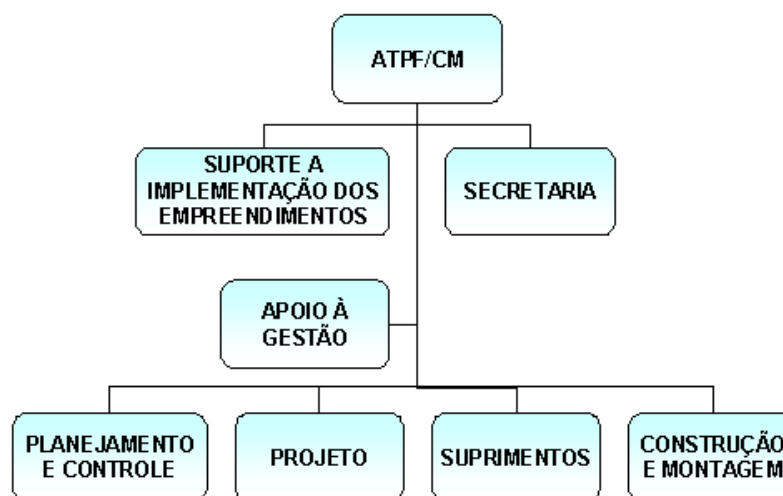 ATPF/CM
SUPORTE A
IMPLEMENTAÇÃO DOS
EMPREENDIMENTOS
SECRETARIA
APOIO À
GESTÃO
PLANEJAMENTO
E CONTROLE
PROJETO
SUPRIMENTOS
CONSTRUÇÃO
E MONTAGEM